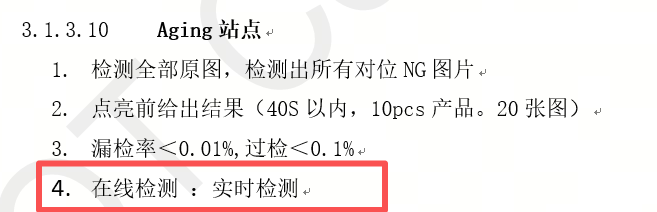 3.1.3.10 Aging 站点
1. 检测全部原图，检测出所有对位 NG 图片
2. 点亮前给出结果（40S 以内，10pcs 产品。20 张图）
3. 漏检率＜0.01%,过检＜0.1%
4. 在线检测 ：实时检测